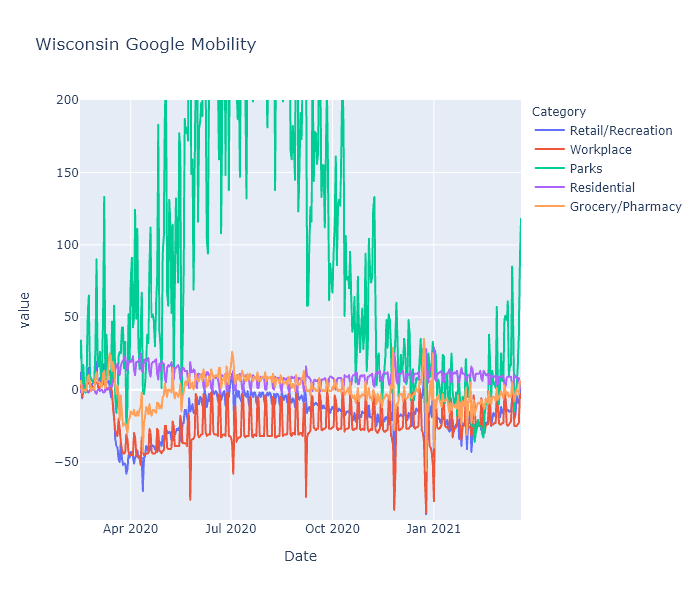 Wisconsin Google Mobility
200
150
100
50
0
−50
value
Apr 2020
Jul 2020
Oct 2020
Jan 2021
Date
Category
Retail/Recreation
Workplace
Parks
Residential
Grocery/Pharmacy